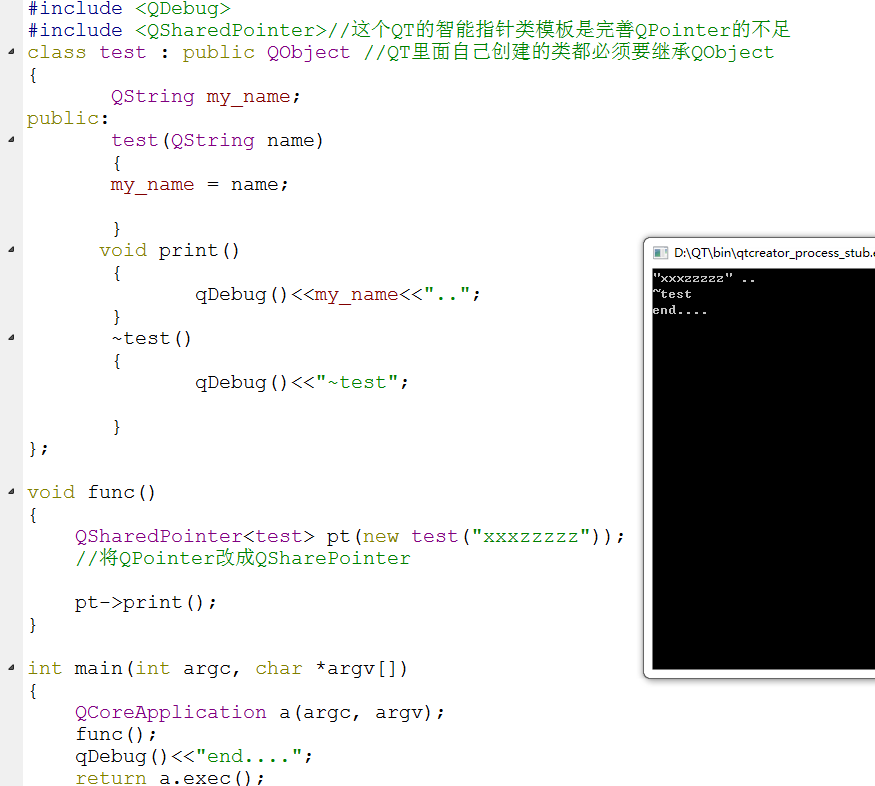 #include <QDebug>
#include <QSharedPointer>//这个QT的智能指针类模板是完善QPointer的不足
class test : public QObject //QT里面自己创建的类都必须要继承QObject
{
QString my_name;
public:
test(QString name)
{
my_name = name;
}
void print()
{
qDebug()<<my_name<<"..";
}
~test()
{
qDebug()<<"~test";
}
};
void func()
{
QSharedPointer<test> pt(new test("xxxzzzzz"));
//将QPointer改成QSharePointer
pt->print();
}
int main(int argc, char *argv[])
{
QCoreApplication a(argc, argv);
func();
qDebug()<<"end....";
return a.exec();
D:\QT\bin\qtcreator_process_stub.e
"xxxzzzzz" ..
~test
end....